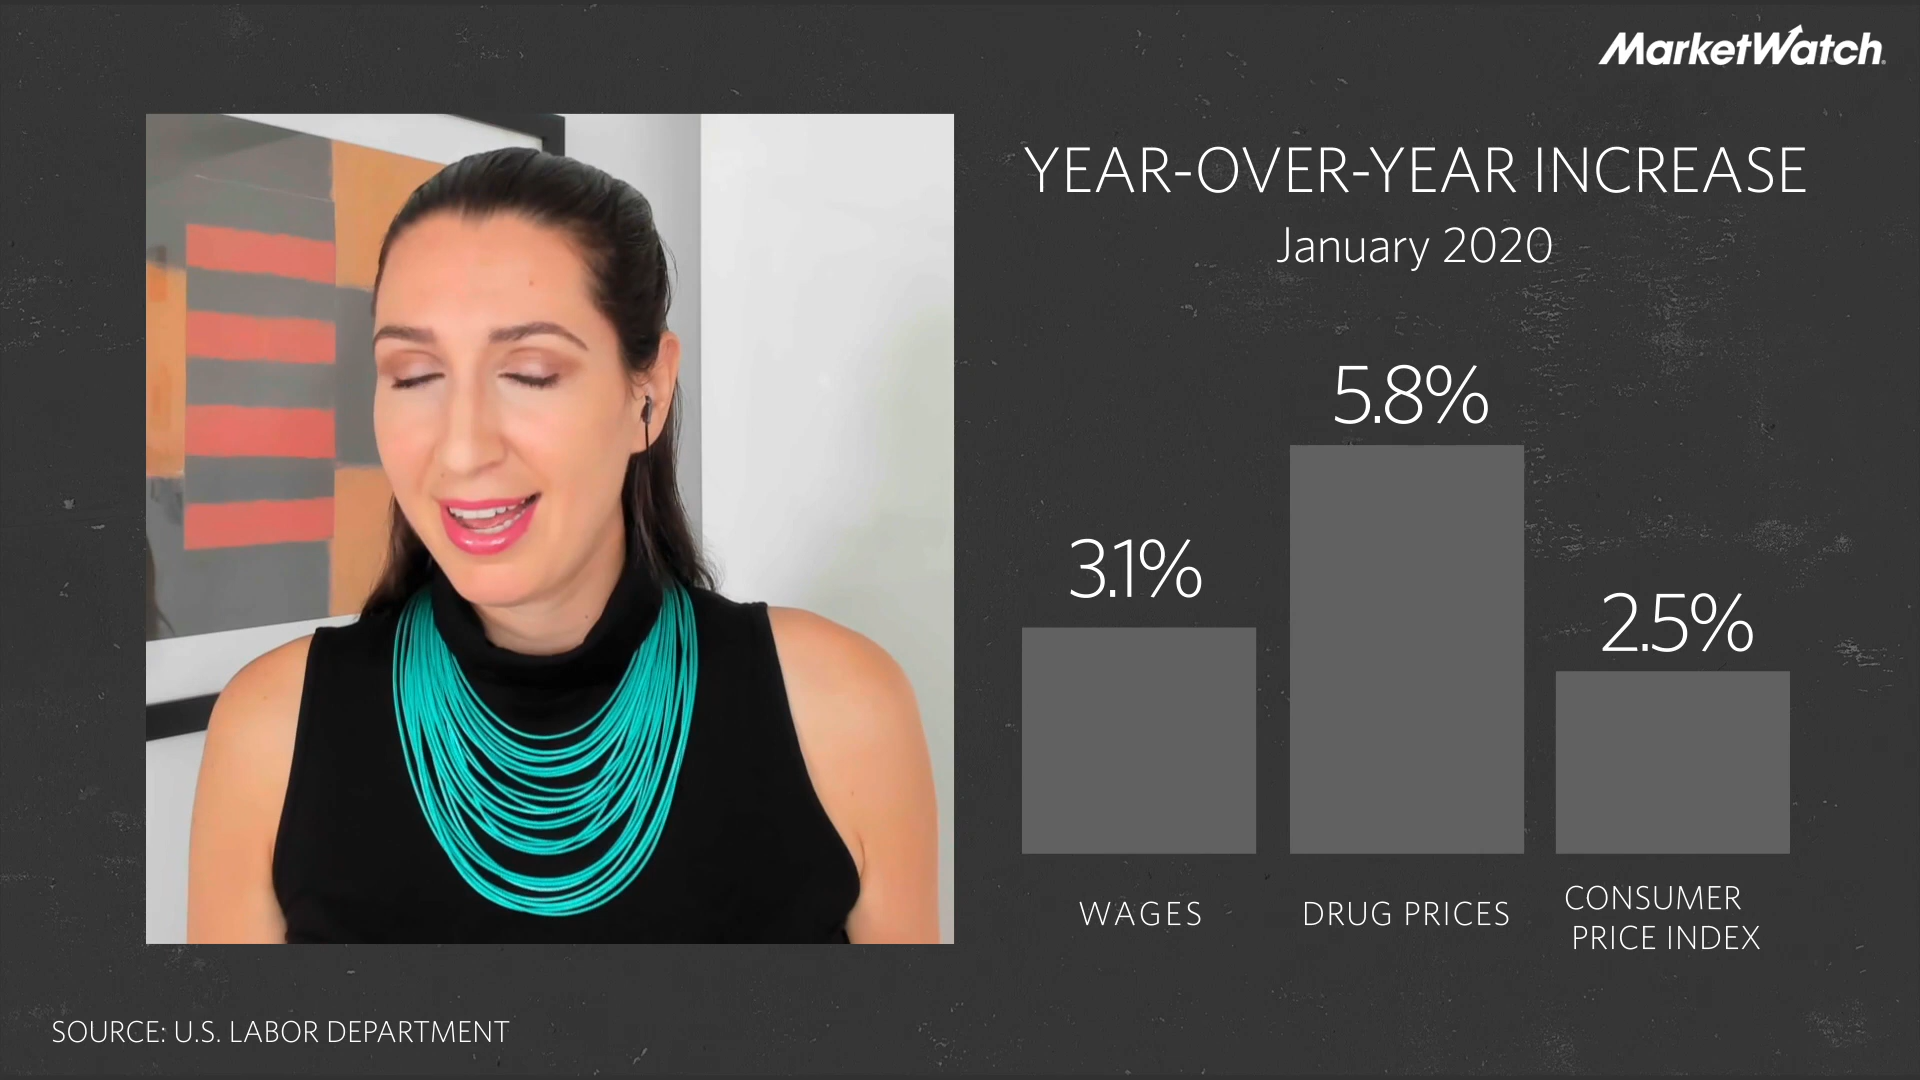 MarketWatch
YEAR-OVER-YEAR INCREASE
January 2020
3.1%
5.8%
2.5%
WAGES
DRUG PRICES
CONSUMER
PRICE INDEX
SOURCE: U.S. LABOR DEPARTMENT